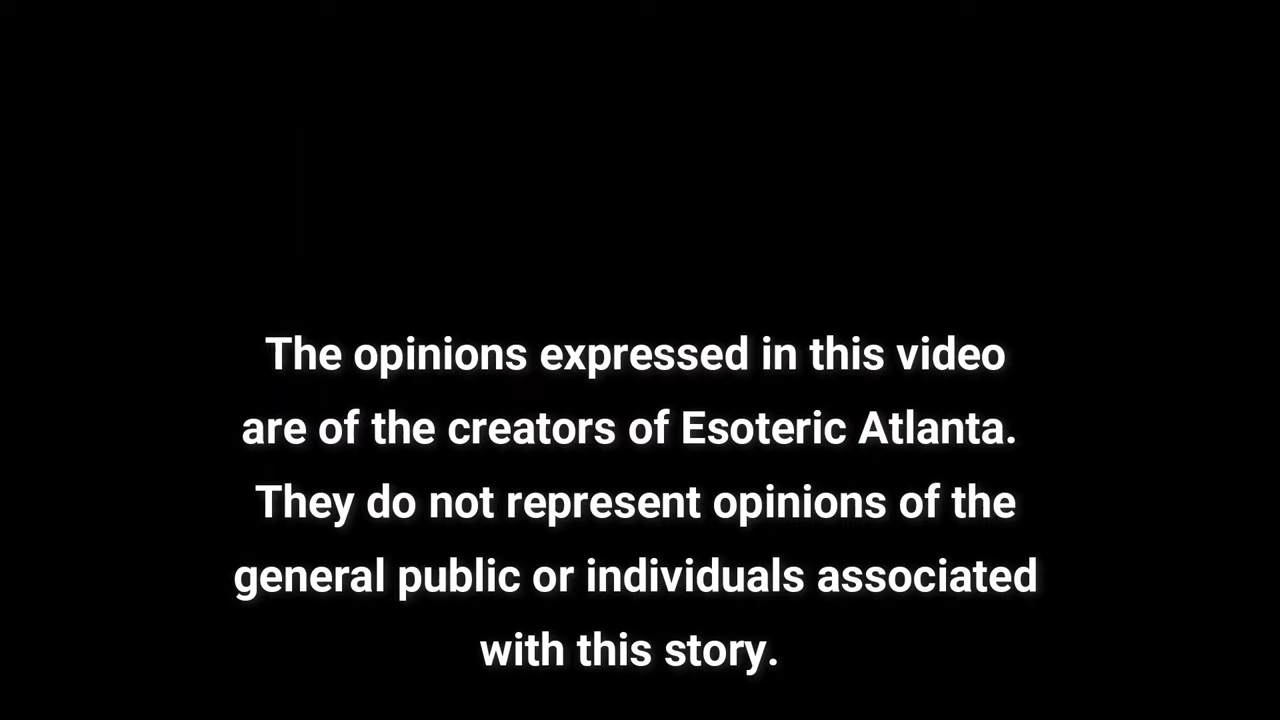 The opinions expressed in this video
are of the creators of Esoteric Atlanta.
They do not represent opinions of the
general public or individuals associated
with this story.